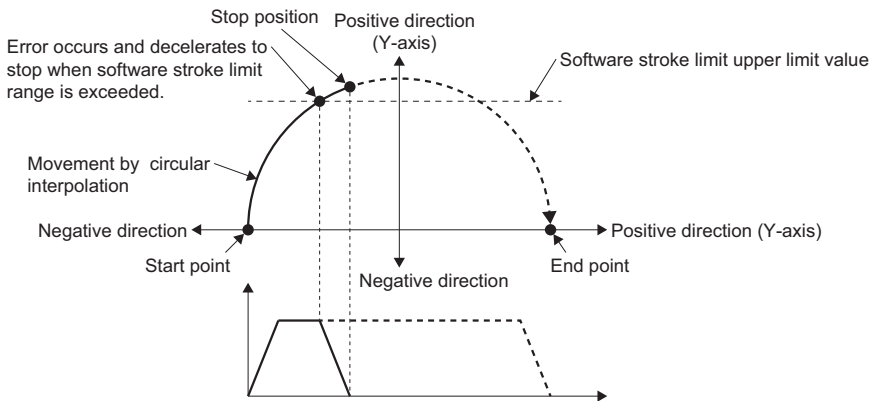 Stop position
Positive direction
(Y-axis)
Error occurs and decelerates to
stop when software stroke limit
range is exceeded.
Software stroke limit upper limit value
Movement by circular
interpolation
Negative direction
Positive direction (Y-axis)
Start point
Negative direction
End point